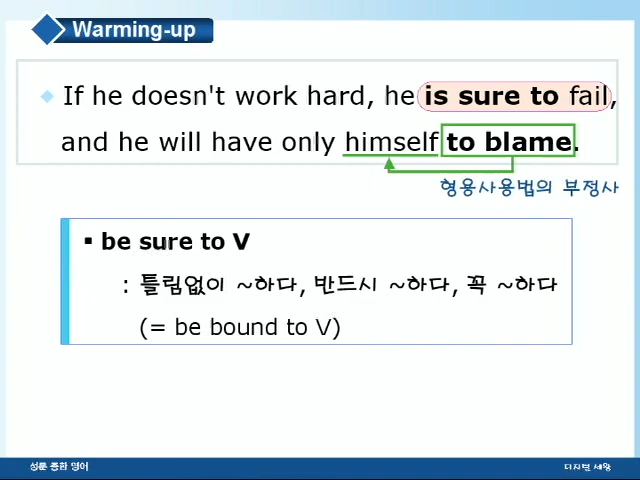 Warming-up
If he doesn't work hard, he is sure to fail,
and he will have only himself to blame.
형용사용법의 부정사
▪ be sure to V
: 틀림없이 ~하다, 반드시 ~하다, 꼭 ~하다
(= be bound to V)
성문 종합 영어
디지털 세왕